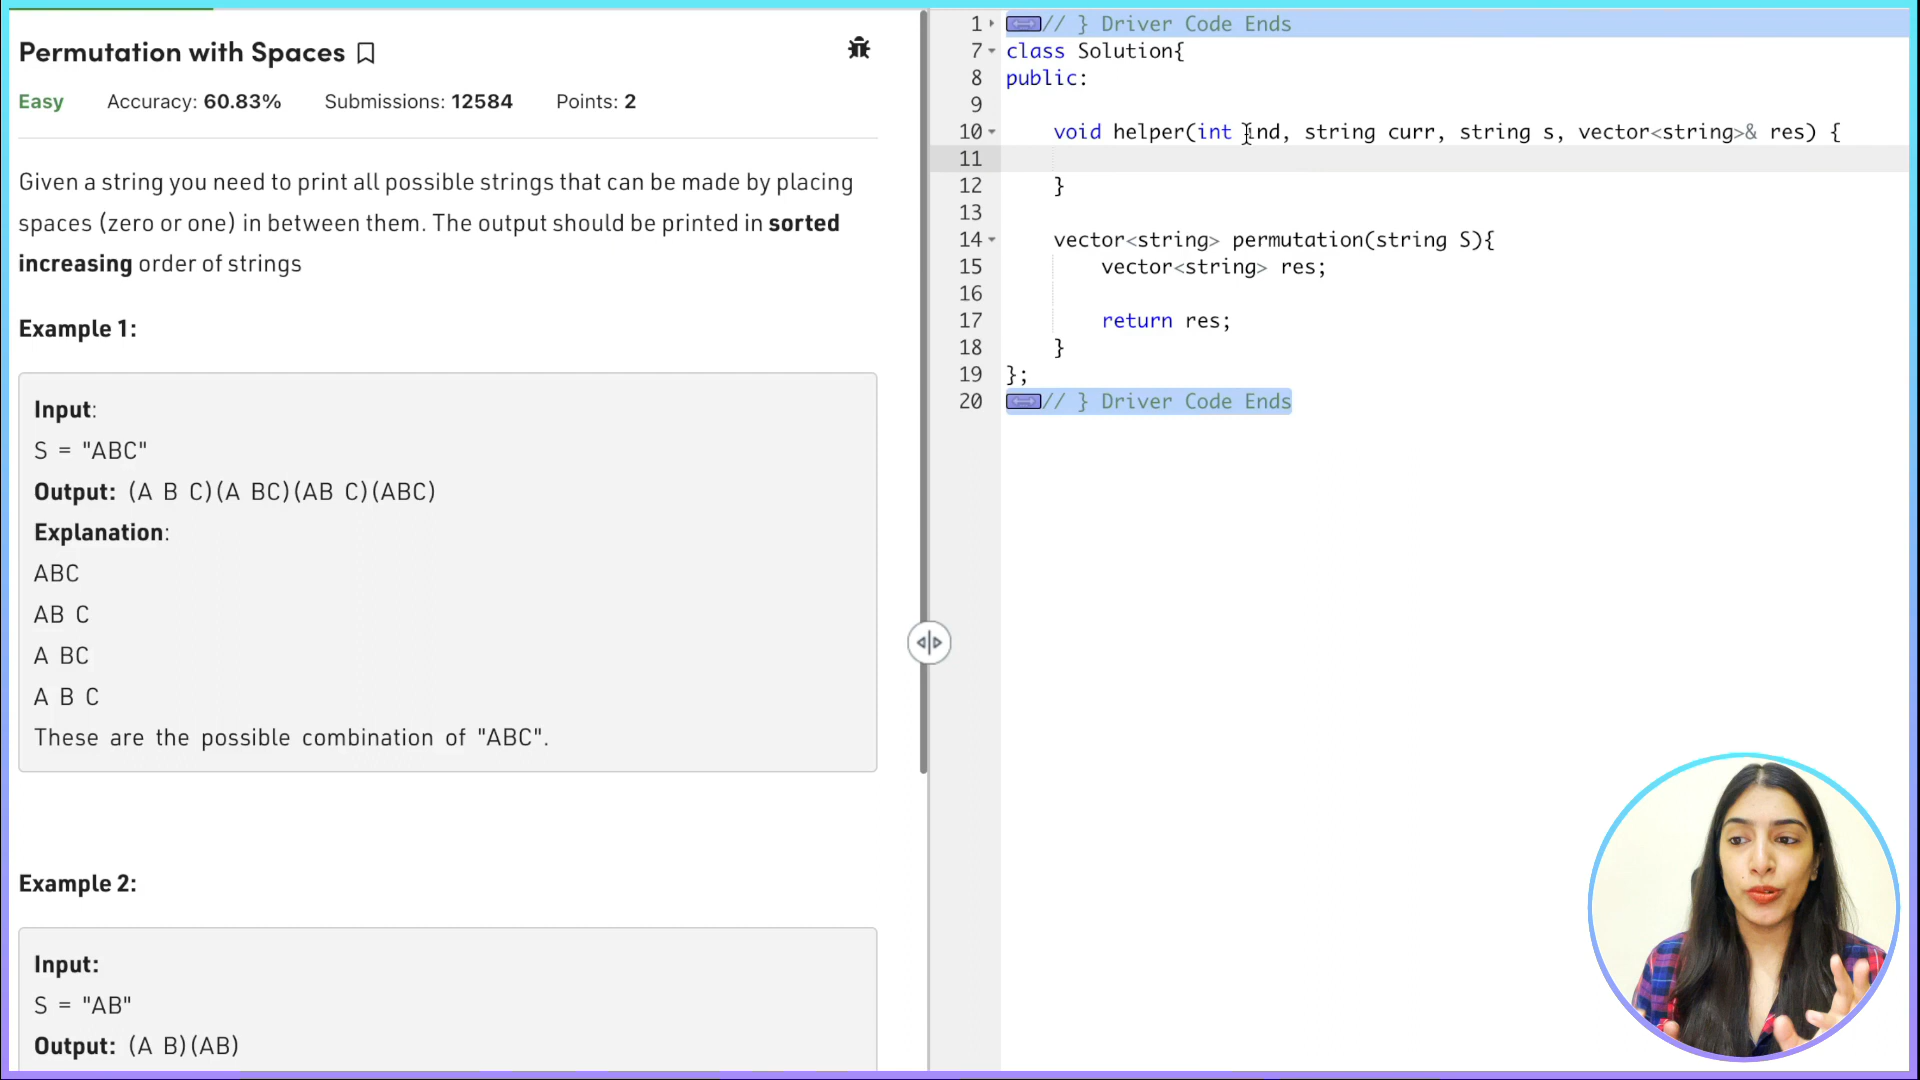 Permutation with Spaces
Easy Accuracy: 60.83% Submissions: 12584 Points: 2
Given a string you need to print all possible strings that can be made by placing
spaces (zero or one) in between them. The output should be printed in sorted
increasing order of strings
Example 1:
Input:
S = "ABC"
Output: (A B C)(A BC)(AB C)(ABC)
Explanation:
ABC
AB C
A BC
A B C
These are the possible combination of "ABC".
Example 2:
Input:
S = "AB"
Output: (A B)(AB)
1 // } Driver Code Ends
7 class Solution{
8 public:
9
10 void helper(int ind, string curr, string s, vector<string>& res) {
11
12 }
13
14 vector<string> permutation(string S){
15 vector<string> res;
16
17 return res;
18 }
19 };
20 // } Driver Code Ends